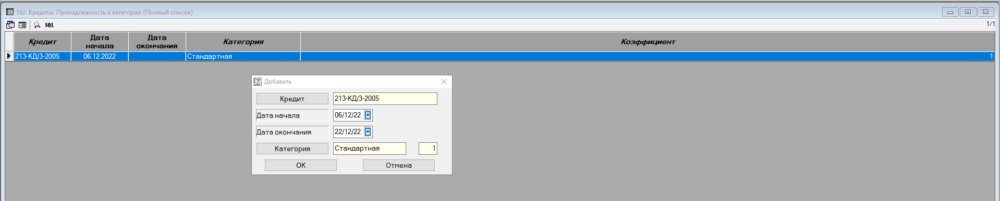 S92. Кредиты. Принадлежность к категории (Полный список)
SQL
1/1
Кредит Дата начала Дата окончания Категория Коэффициент
213-КД/3-2005 06.12.2022 Стандартная 1
Добавить
Кредит 213-КД/3-2005
Дата начала 06/12/22
Дата окончания 22/12/22
Категория Стандартная 1
OK Отмена